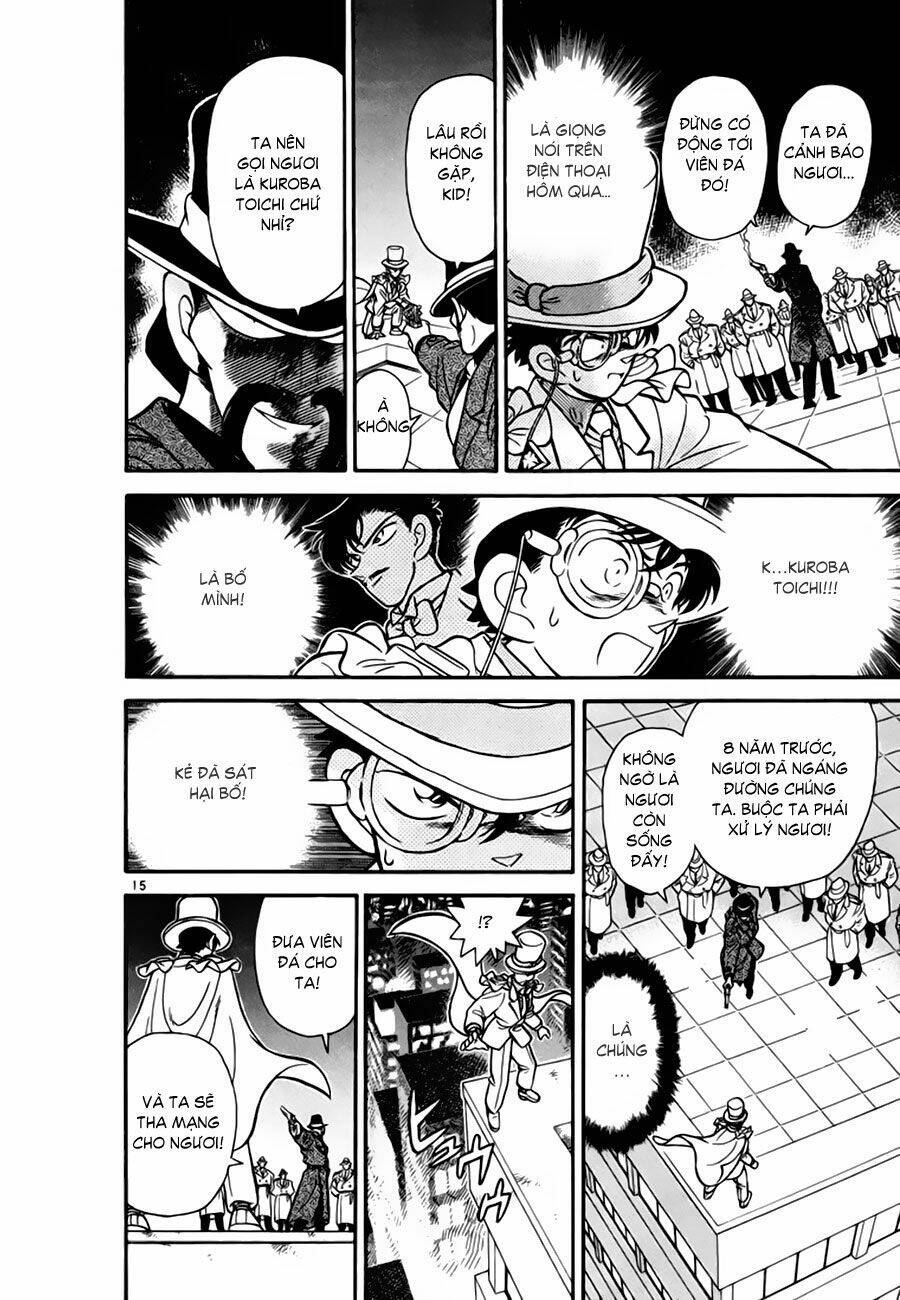 TA ĐÃ
CẢNH BÁO
NGƯƠI...
ĐỪNG CÓ
ĐỘNG TỚI
VIÊN ĐÁ
ĐÓ!
LÀ GIỌNG
NÓI TRÊN
ĐIỆN THOẠI
HÔM QUA...
LÂU RỒI
KHÔNG
GẶP,
KID!
À
KHÔNG
TA NÊN
GỌI NGƯƠI
LÀ KUROBA
TOICHI CHỨ
NHỈ?
K...KUROBA
TOICHI!!!
LÀ BỐ
MÌNH!
8 NĂM TRƯỚC,
NGƯƠI ĐÃ NGÁNG
ĐƯỜNG CHÚNG
TA. BUỘC TA PHẢI
XỬ LÝ NGƯƠI!
KHÔNG
NGỜ LÀ
NGƯƠI
CÒN
SỐNG
ĐẤY!
LÀ
CHÚNG
...
KẺ ĐÃ SÁT
HẠI BỐ!
15
!?
ĐƯA VIÊN
ĐÁ CHO
TA!
VÀ TA SẼ
THA MẠNG
CHO NGƯƠI!